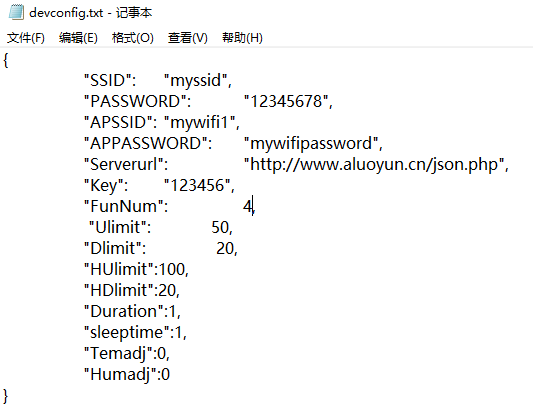 devconfig.txt - 记事本
文件(F) 编辑(E) 格式(O) 查看(V) 帮助(H)
{
"SSID": "myssid",
"PASSWORD": "12345678",
"APSSID": "mywifi1",
"APPASSWORD": "mywifipassword",
"Serverurl": "http://www.aluoyun.cn/json.php",
"Key": "123456",
"FunNum": 4,
"Ulimit": 50,
"Dlimit": 20,
"HUlimit":100,
"HDlimit":20,
"Duration":1,
"sleeptime":1,
"Temadj":0,
"Humadj":0
}